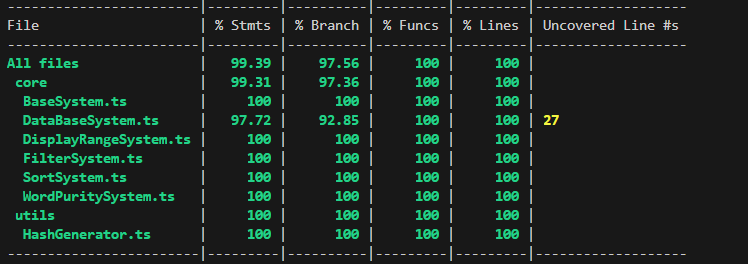 -------------------------|---------|----------|---------|---------|-------------------
File                     | % Stmts | % Branch | % Funcs | % Lines | Uncovered Line #s
-------------------------|---------|----------|---------|---------|-------------------
All files                |   99.39 |    97.56 |     100 |     100 |
 core                    |   99.31 |    97.36 |     100 |     100 |
  BaseSystem.ts          |     100 |      100 |     100 |     100 |
  DataBaseSystem.ts      |   97.72 |    92.85 |     100 |     100 | 27
  DisplayRangeSystem.ts  |     100 |      100 |     100 |     100 |
  FilterSystem.ts        |     100 |      100 |     100 |     100 |
  SortSystem.ts          |     100 |      100 |     100 |     100 |
  WordPuritySystem.ts    |     100 |      100 |     100 |     100 |
 utils                   |     100 |      100 |     100 |     100 |
  HashGenerator.ts       |     100 |      100 |     100 |     100 |
-------------------------|---------|----------|---------|---------|-------------------